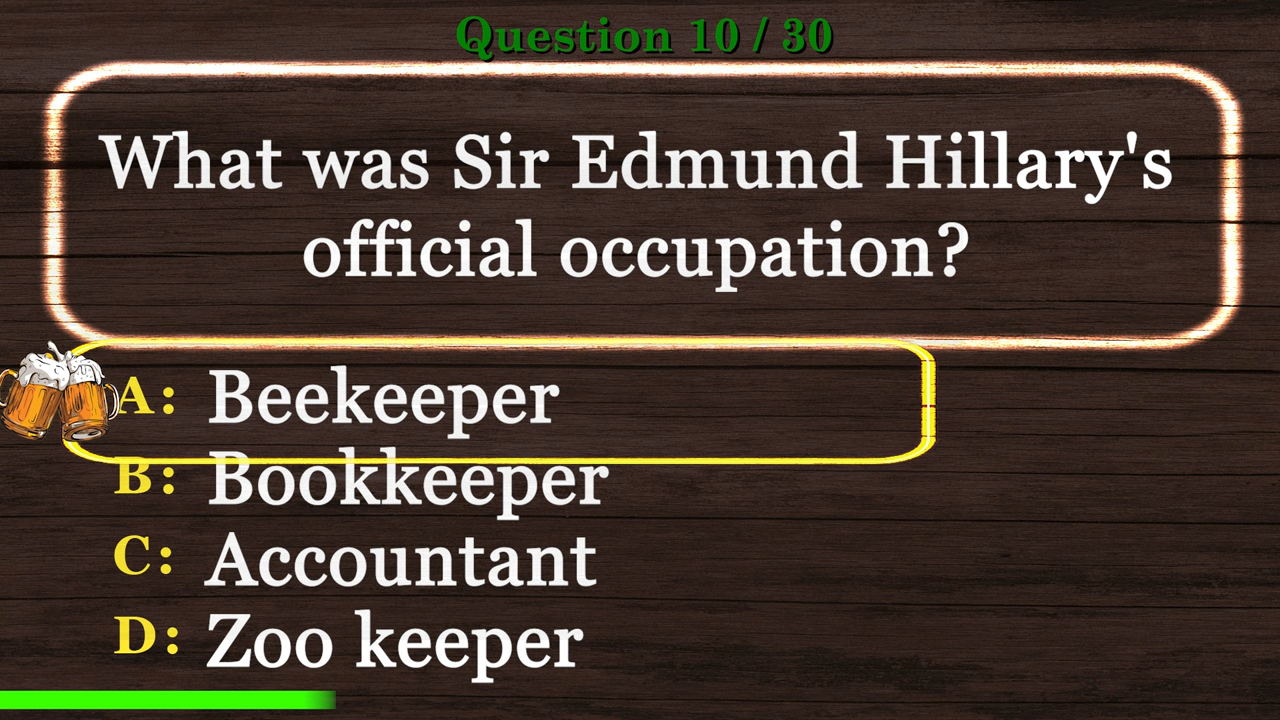 Question 10 / 30
What was Sir Edmund Hillary's
official occupation?
A: Beekeeper
B: Bookkeeper
C: Accountant
D: Zoo keeper